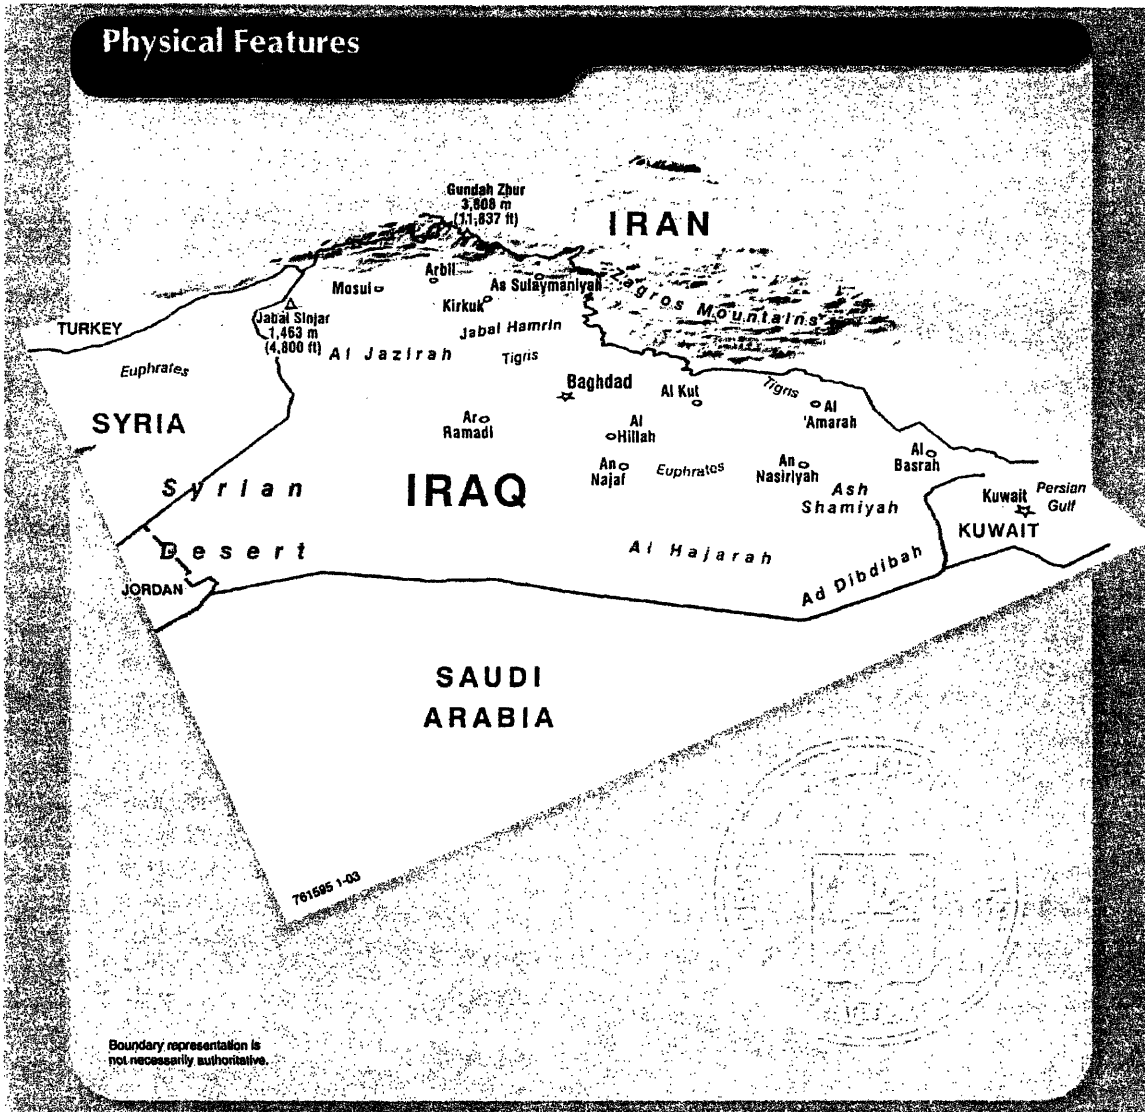 Physical Features
Gundah Zhur
3,608 m
(11,837 ft)
IRAN
Arbil
Mosul
As Sulaymaniyah
Kirkuk
Zagros Mountains
Jabal Sinjar
1,463 m
(4,800 ft)
TURKEY
Jabal Hamrin
Al Jazirah
Tigris
Euphrates
Baghdad
Al Kut
Tigris
Al
'Amarah
SYRIA
Ar
Ramadi
Al
Hillah
Al
Basrah
An
Najaf
Euphrates
An
Nasiriyah
Syrian
Desert
IRAQ
Ash
Shamiyah
Kuwait
Persian
Gulf
KUWAIT
Al Hajarah
Ad Dibdibah
JORDAN
SAUDI
ARABIA
761595 1-03
Boundary representation is
not necessarily authoritative.